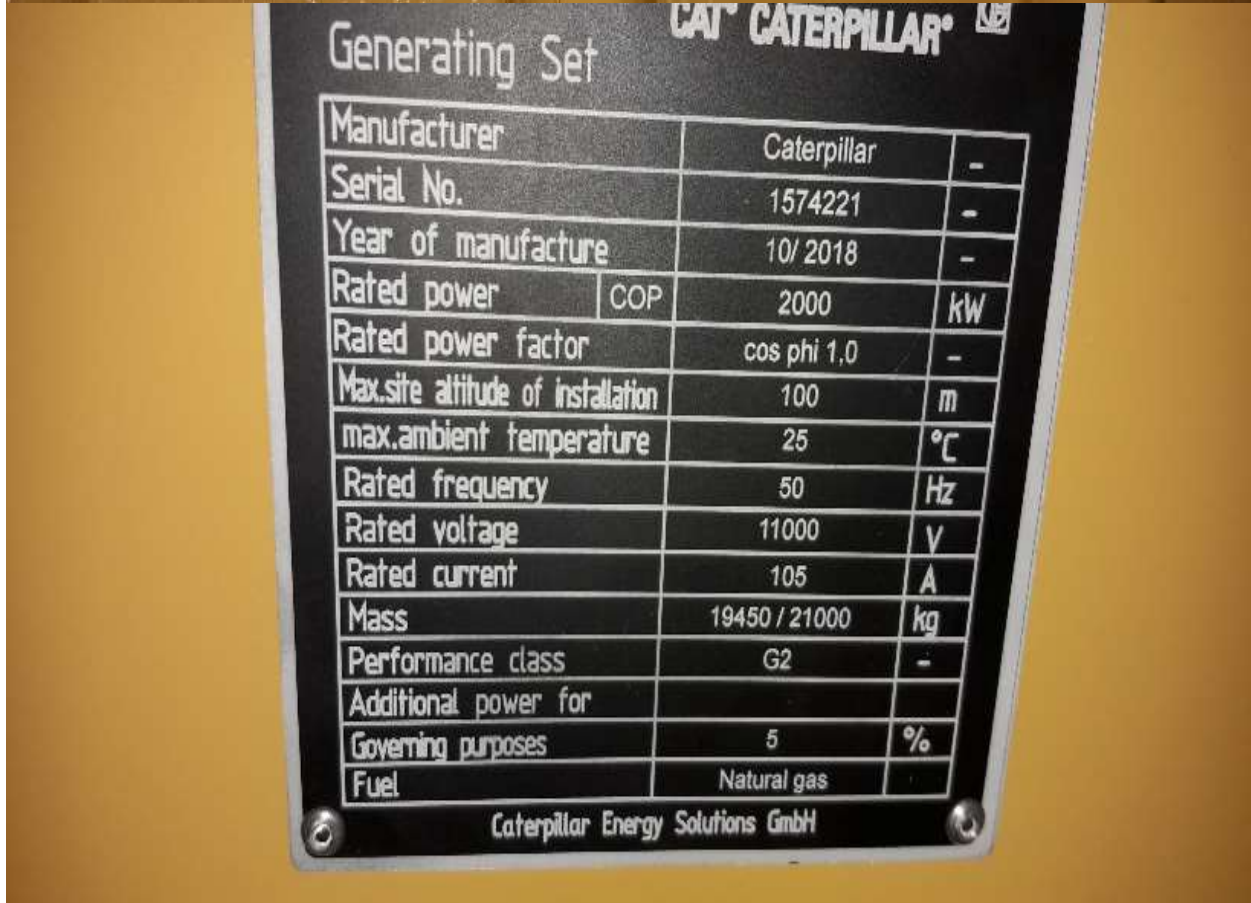 CAT® CATERPILLAR®
Generating Set
Manufacturer Caterpillar -
Serial No. 1574221 -
Year of manufacture 10/ 2018 -
Rated power COP 2000 kW
Rated power factor cos phi 1,0 -
Max.site altitude of installation 100 m
max.ambient temperature 25 °C
Rated frequency 50 Hz
Rated voltage 11000 V
Rated current 105 A
Mass 19450 / 21000 kg
Performance class G2 -
Additional power for
Governing purposes 5 %
Fuel Natural gas
Caterpillar Energy Solutions GmbH